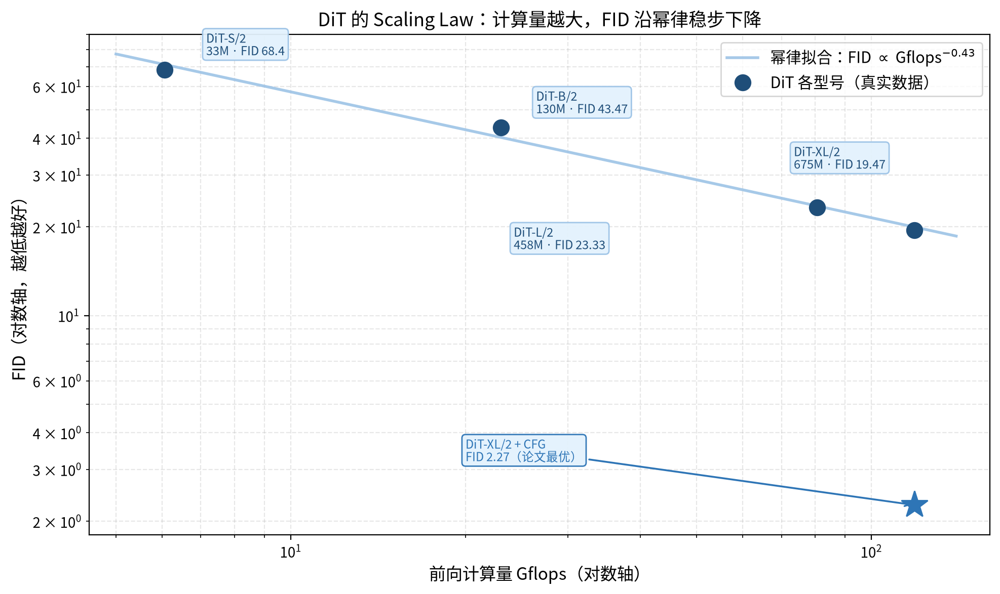 DiT 的 Scaling Law：计算量越大，FID 沿幂律稳步下降
DiT-S/2
33M · FID 68.4
幂律拟合：FID ∝ Gflops⁻⁰·⁴³
DiT 各型号（真实数据）
DiT-B/2
130M · FID 43.47
DiT-XL/2
675M · FID 19.47
DiT-L/2
458M · FID 23.33
DiT-XL/2 + CFG
FID 2.27（论文最优）
FID（对数轴，越低越好）
6 × 10¹
4 × 10¹
3 × 10¹
2 × 10¹
10¹
6 × 10⁰
4 × 10⁰
3 × 10⁰
2 × 10⁰
10¹
10²
前向计算量 Gflops（对数轴）